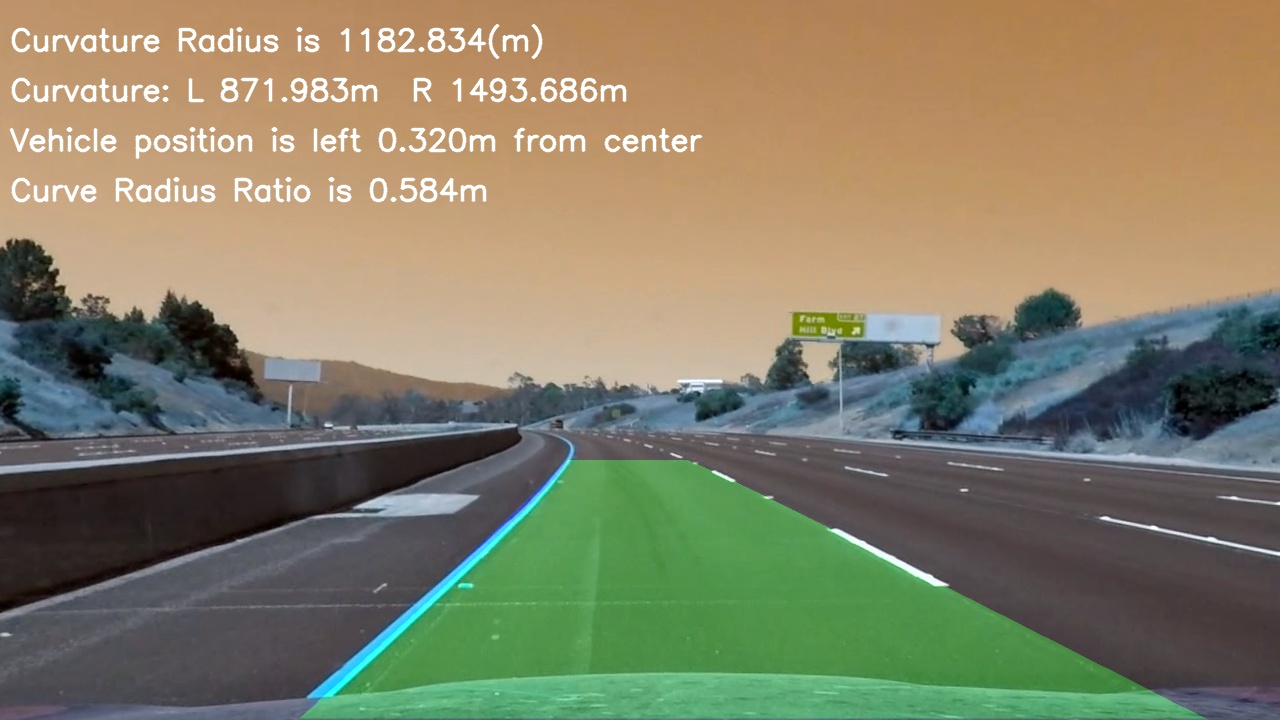 Curvature Radius is 1182.834(m)
Curvature: L 871.983m R 1493.686m
Vehicle position is left 0.320m from center
Curve Radius Ratio is 0.584m
Farm
Hill Blvd